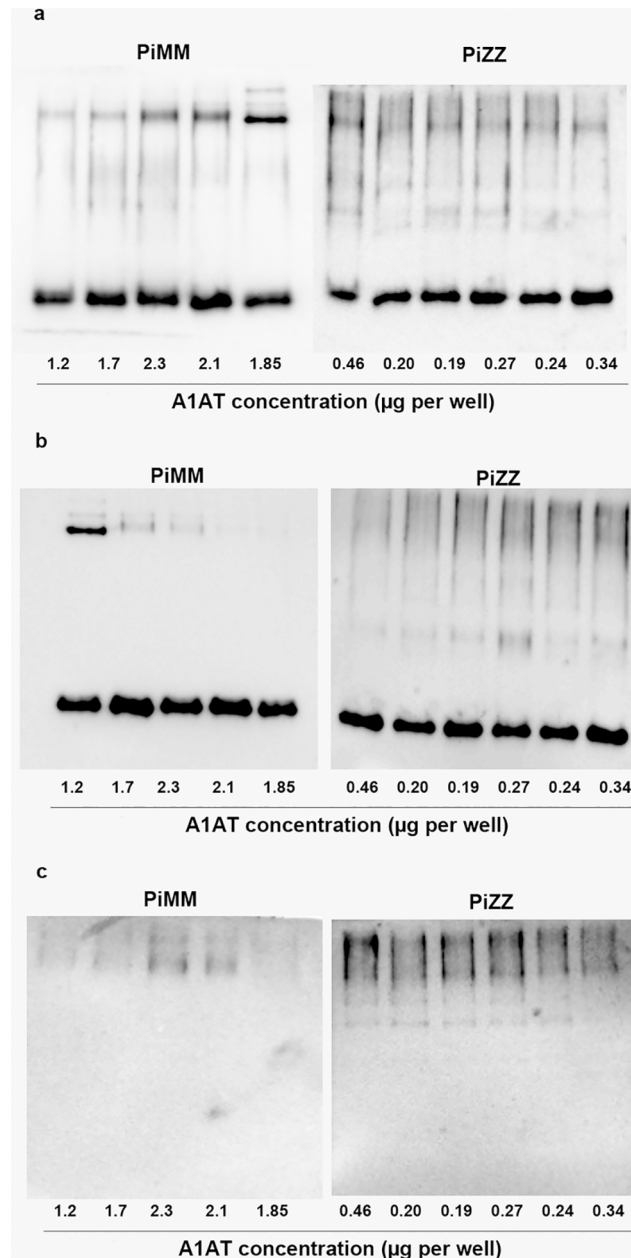 a
PiMM PiZZ
1.2 1.7 2.3 2.1 1.85 0.46 0.20 0.19 0.27 0.24 0.34
A1AT concentration (µg per well)
b
PiMM PiZZ
1.2 1.7 2.3 2.1 1.85 0.46 0.20 0.19 0.27 0.24 0.34
A1AT concentration (µg per well)
c
PiMM PiZZ
1.2 1.7 2.3 2.1 1.85 0.46 0.20 0.19 0.27 0.24 0.34
A1AT concentration (µg per well)